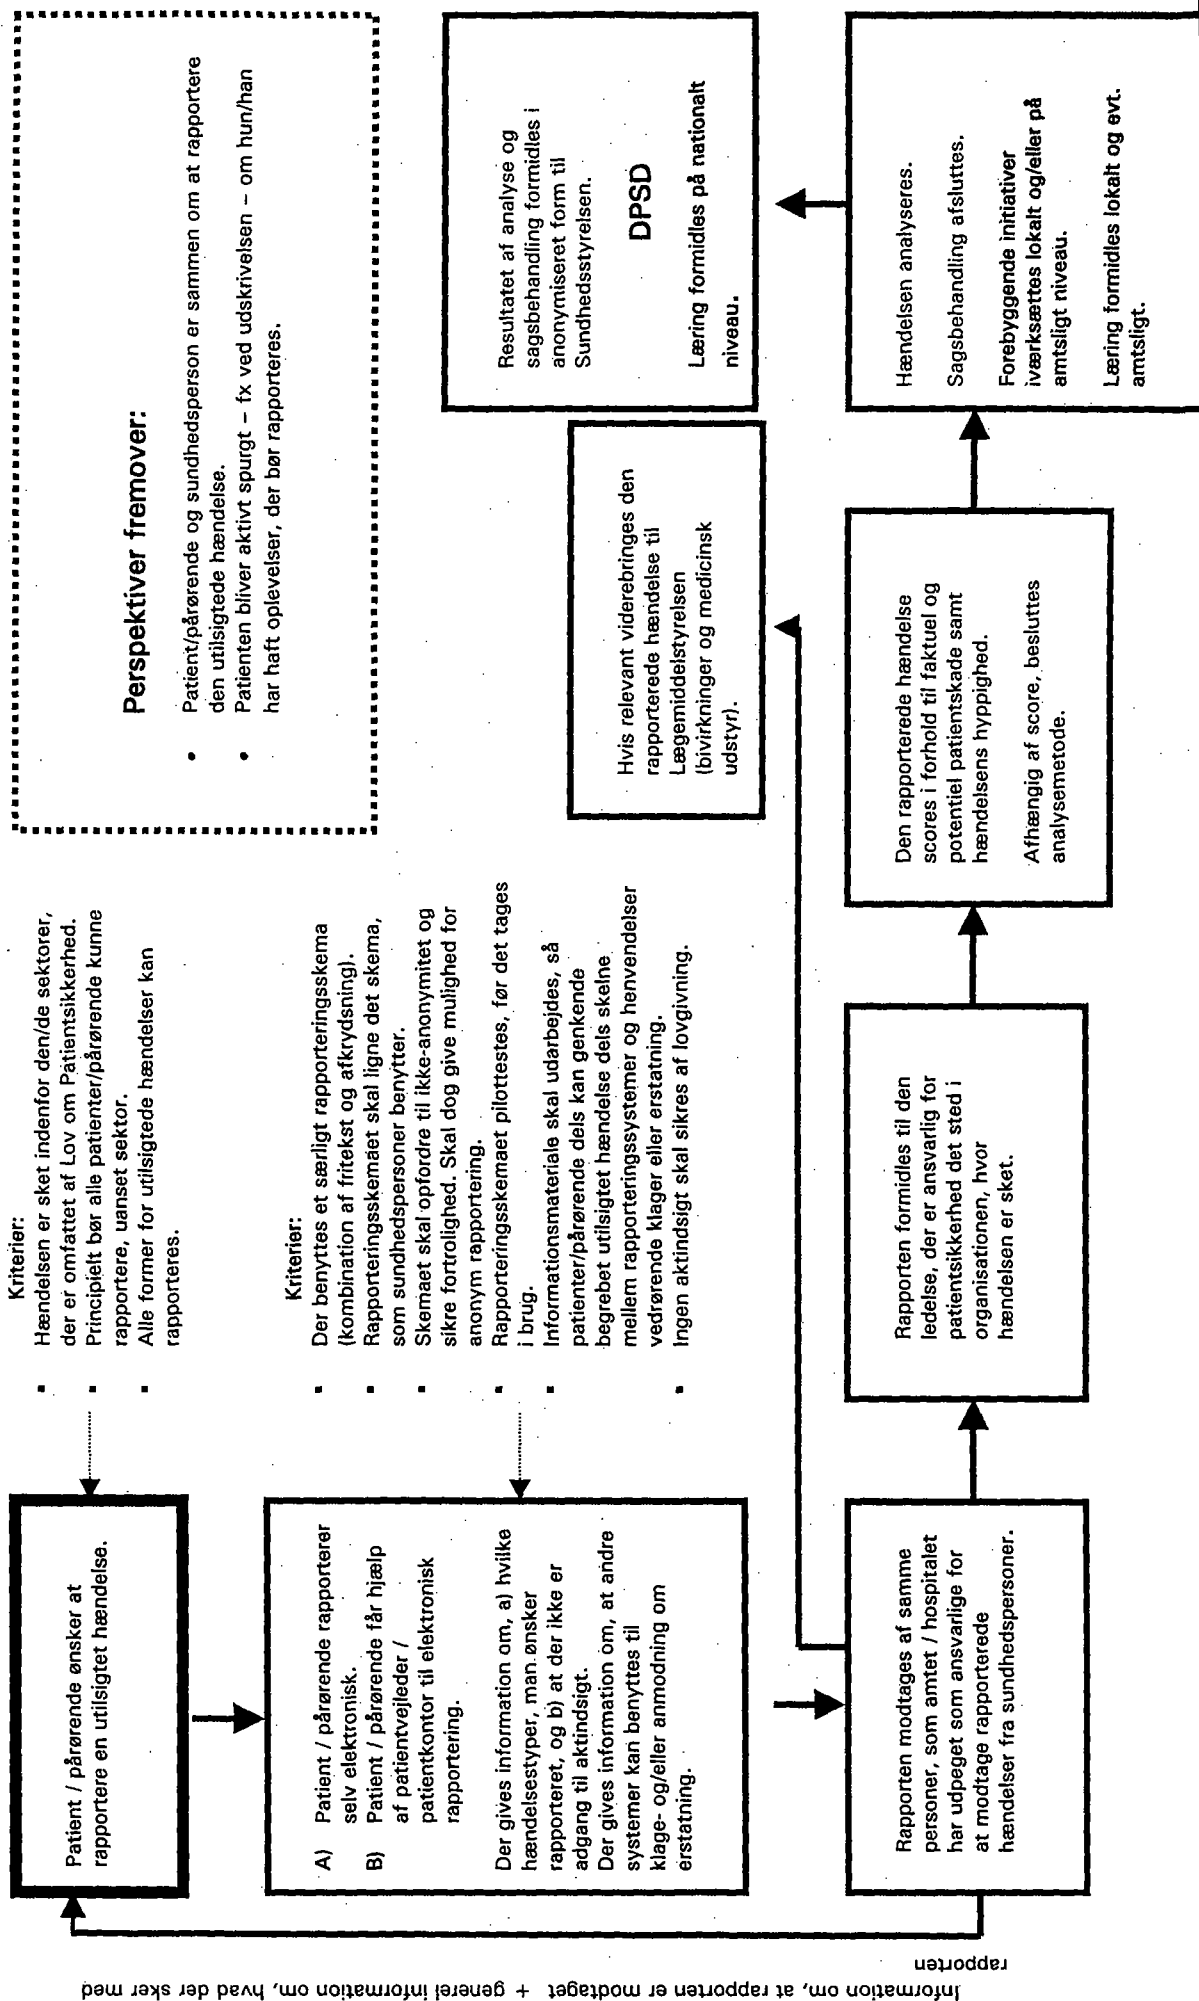 Patient / pårørende ønsker at
rapportere en utilsigtet hændelse.
Kriterier:
▪ Hændelsen er sket indenfor den/de sektorer,
der er omfattet af Lov om Patientsikkerhed.
▪ Principielt bør alle patienter/pårørende kunne
rapportere, uanset sektor.
▪ Alle former for utilsigtede hændelser kan
rapporteres.
Perspektiver fremover:
• Patient/pårørende og sundhedsperson er sammen om at rapportere
den utilsigtede hændelse.
• Patienten bliver aktivt spurgt – fx ved udskrivelsen – om hun/han
har haft oplevelser, der bør rapporteres.
A) Patient / pårørende rapporterer
selv elektronisk.
B) Patient / pårørende får hjælp
af patientvejleder /
patientkontor til elektronisk
rapportering.
Der gives information om, a) hvilke
hændelsestyper, man ønsker
rapporteret, og b) at der ikke er
adgang til aktindsigt.
Der gives information om, at andre
systemer kan benyttes til
klage- og/eller anmodning om
erstatning.
Kriterier:
▪ Der benyttes et særligt rapporteringsskema
(kombination af fritekst og afkrydsning).
▪ Rapporteringsskemaet skal ligne det skema,
som sundhedspersoner benytter.
▪ Skemaet skal opfordre til ikke-anonymitet og
sikre fortrolighed. Skal dog give mulighed for
anonym rapportering.
▪ Rapporteringsskemaet pilottestes, før det tages
i brug.
▪ Informationsmateriale skal udarbejdes, så
patienter/pårørende dels kan genkende
begrebet utilsigtet hændelse dels skelne
mellem rapporteringssystemer og henvendelser
vedrørende klager eller erstatning.
▪ Ingen aktindsigt skal sikres af lovgivning.
Hvis relevant viderebringes den
rapporterede hændelse til
Lægemiddelstyrelsen
(bivirkninger og medicinsk
udstyr).
Resultatet af analyse og
sagsbehandling formidles i
anonymiseret form til
Sundhedsstyrelsen.
DPSD
Læring formidles på nationalt
niveau.
Rapporten modtages af samme
personer, som amtet / hospitalet
har udpeget som ansvarlige for
at modtage rapporterede
hændelser fra sundhedspersoner.
Rapporten formidles til den
ledelse, der er ansvarlig for
patientsikkerhed det sted i
organisationen, hvor
hændelsen er sket.
Den rapporterede hændelse
scores i forhold til faktuel og
potentiel patientskade samt
hændelsens hyppighed.
Afhængig af score, besluttes
analysemetode.
Hændelsen analyseres.
Sagsbehandling afsluttes.
Forebyggende initiativer
iværksættes lokalt og/eller på
amtsligt niveau.
Læring formidles lokalt og evt.
amtsligt.
Information om, at rapporten er modtaget + generel information om, hvad der sker med
rapporten